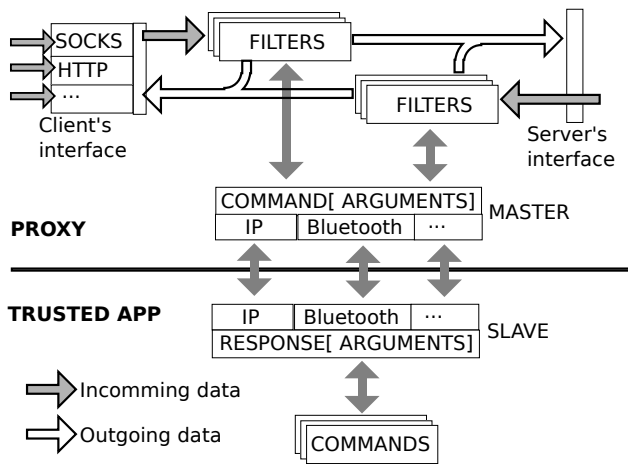 SOCKS
FILTERS
HTTP
...
FILTERS
Client's
interface
Server's
interface
COMMAND[ ARGUMENTS]
MASTER
IP
Bluetooth
...
PROXY
TRUSTED APP
IP
Bluetooth
...
SLAVE
RESPONSE[ ARGUMENTS]
Incomming data
Outgoing data
COMMANDS